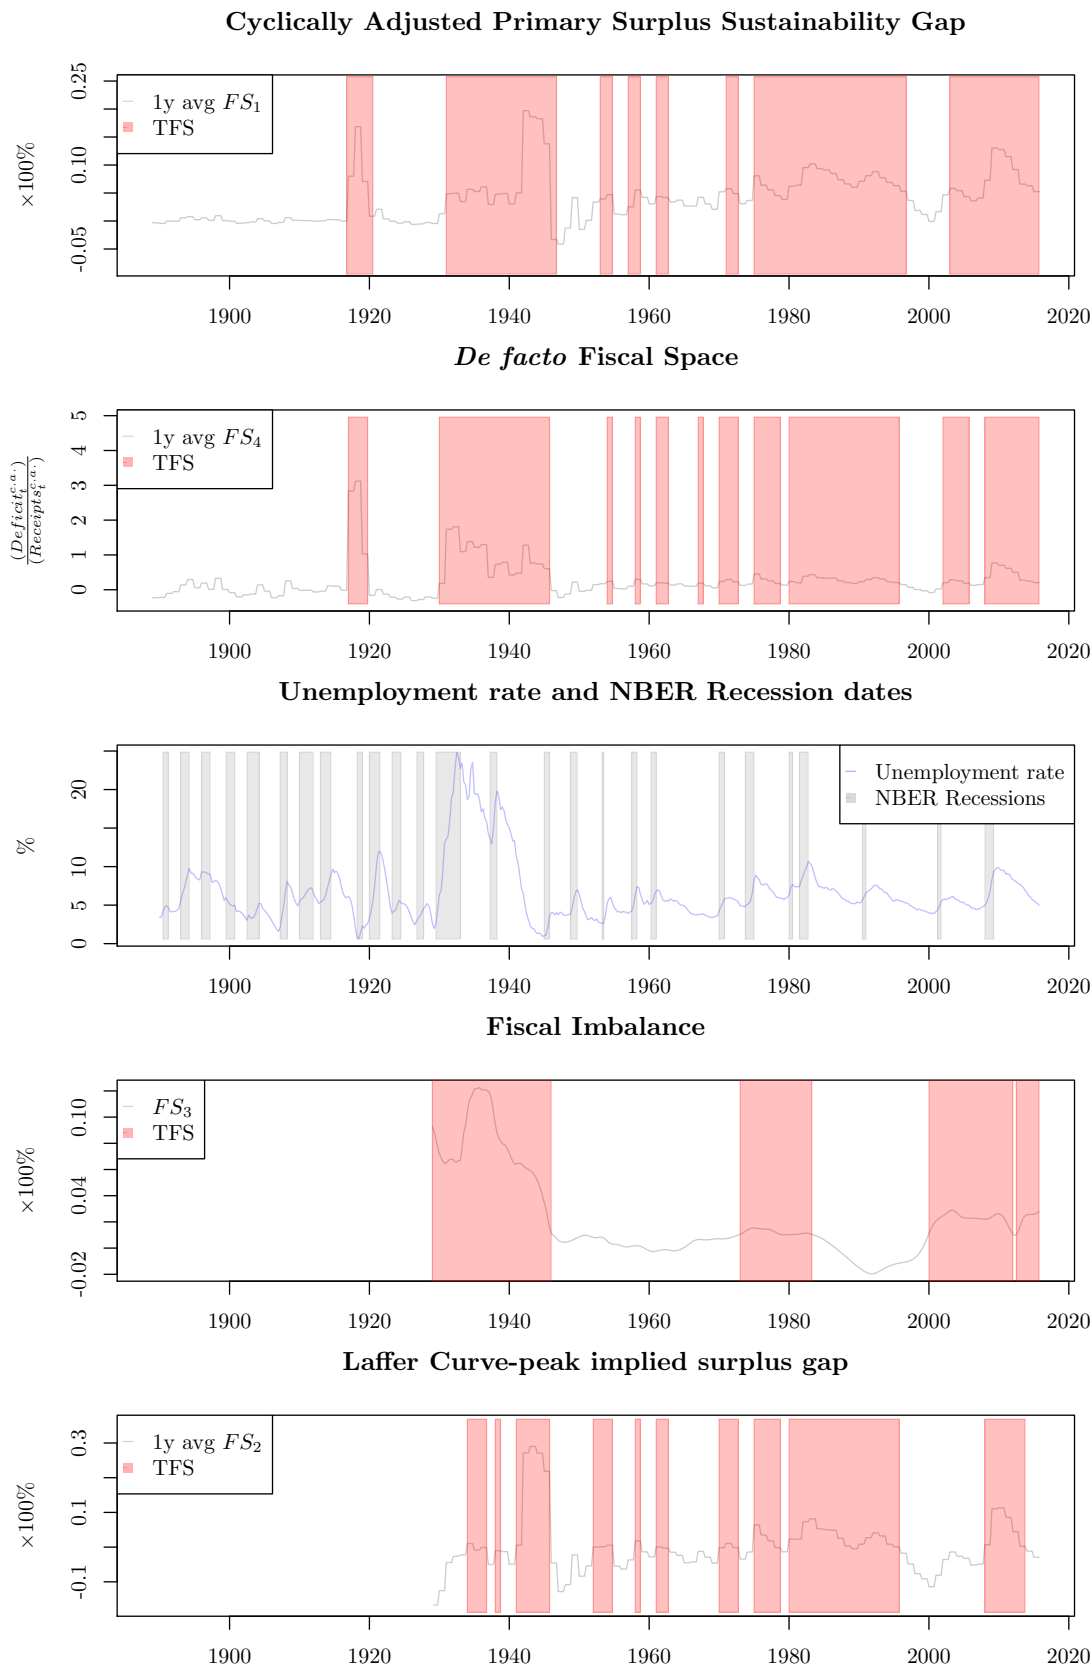 Cyclically Adjusted Primary Surplus Sustainability Gap
1y avg FS₁
TFS
×100%
0.25
0.10
-0.05
1900 1920 1940 1960 1980 2000 2020
De facto Fiscal Space
1y avg FS₄
TFS
(Deficitₜᶜ·ᵃ·)
(Receiptsₜᶜ·ᵃ·)
5
4
3
2
1
0
1900 1920 1940 1960 1980 2000 2020
Unemployment rate and NBER Recession dates
Unemployment rate
NBER Recessions
%
20
10
5
0
1900 1920 1940 1960 1980 2000 2020
Fiscal Imbalance
FS₃
TFS
×100%
0.10
0.04
-0.02
1900 1920 1940 1960 1980 2000 2020
Laffer Curve-peak implied surplus gap
1y avg FS₂
TFS
×100%
0.3
0.1
-0.1
1900 1920 1940 1960 1980 2000 2020